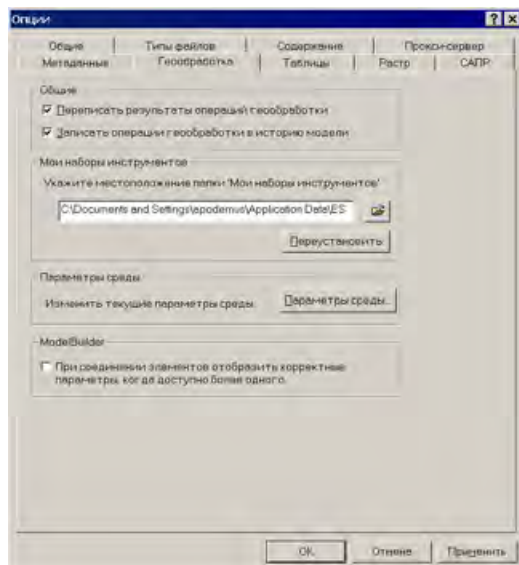 Опции
Общие Типы файлов Содержание Прокси-сервер
Метаданные Геообработка Таблицы Растр САПР
Общие
Переписать результаты операций геообработки
Записать операции геообработки в историю модели
Мои наборы инструментов
Укажите местоположение папки 'Мои наборы инструментов'
C:\Documents and Settings\apodemus\Application Data\ES
Переустановить
Параметры среды
Изменить текущие параметры среды. Параметры среды...
ModelBuilder
При соединении элементов отобразить корректные
параметры, когда доступно более одного.
OK Отмена Применить